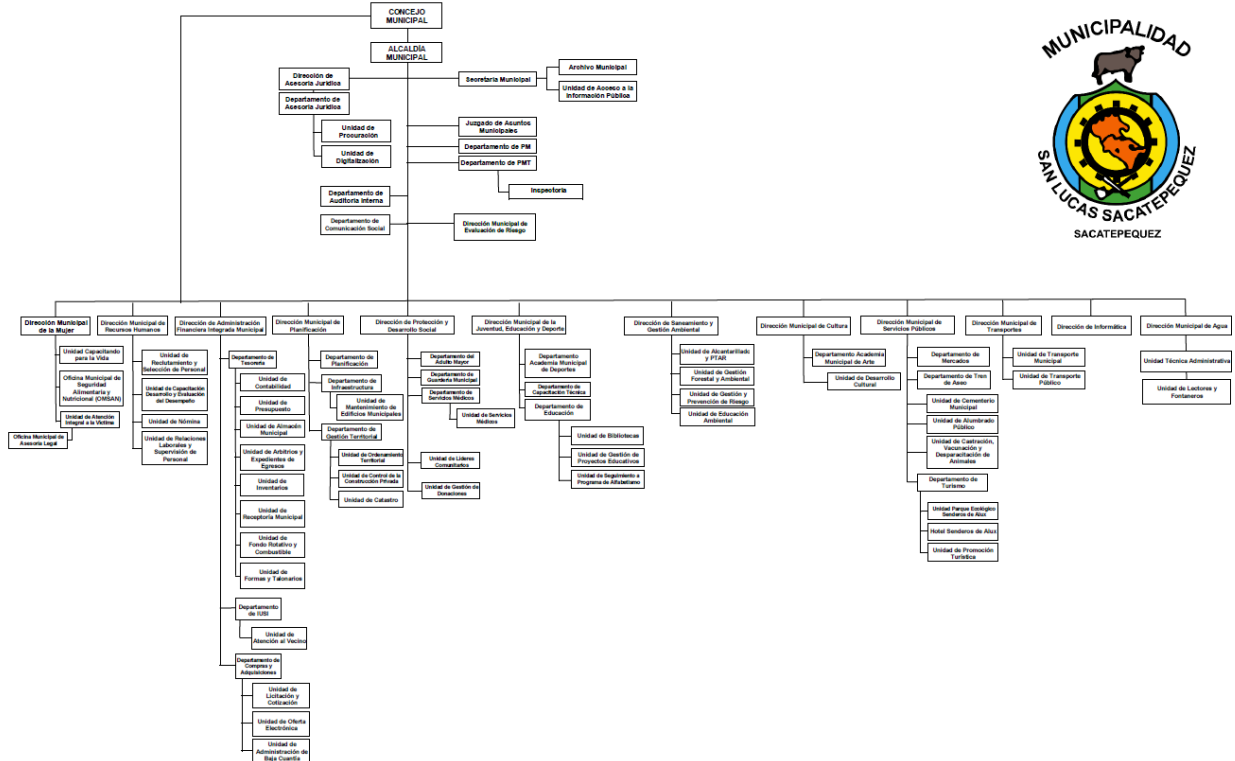 CONCEJO
MUNICIPAL
ALCALDÍA
MUNICIPAL
MUNICIPALIDAD
SAN LUCAS SACATEPEQUEZ
SACATEPEQUEZ
Dirección de
Asesoría Jurídica
Departamento de
Asesoría Jurídica
Unidad de
Procuración
Unidad de
Digitalización
Secretaría Municipal
Archivo Municipal
Unidad de Acceso a la
Información Pública
Juzgado de Asuntos
Municipales
Departamento de PM
Departamento de PMT
Inspectoría
Departamento de
Auditoría Interna
Departamento de
Comunicación Social
Dirección Municipal de
Evaluación de Riesgo
Dirección Municipal
de la Mujer
Unidad Capacitando
para la Vida
Oficina Municipal de
Seguridad
Alimentaria y
Nutricional (OMSAN)
Unidad de Atención
Integral a la Víctima
Oficina Municipal de
Asesoría Legal
Dirección Municipal de
Recursos Humanos
Unidad de
Reclutamiento y
Selección de Personal
Unidad de Capacitación
Desarrollo y Evaluación
del Desempeño
Unidad de Nómina
Unidad de Relaciones
Laborales y
Supervisión de
Personal
Dirección de Administración
Financiera Integrada Municipal
Departamento de
Tesorería
Unidad de
Contabilidad
Unidad de
Presupuesto
Unidad de Almacén
Municipal
Unidad de Arbitrios y
Expedientes de
Egresos
Unidad de
Inventarios
Unidad de
Receptoría Municipal
Unidad de
Fondo Rotativo y
Combustible
Unidad de
Formas y Talonarios
Departamento
de IUSI
Unidad de
Atención al Vecino
Departamento de
Compras y
Adquisiciones
Unidad de
Licitación y
Cotización
Unidad de Oferta
Electrónica
Unidad de
Administración de
Baja Cuantía
Dirección Municipal de
Planificación
Departamento de
Planificación
Departamento de
Infraestructura
Unidad de
Mantenimiento de
Edificios Municipales
Departamento de
Gestión Territorial
Unidad de Ordenamiento
Territorial
Unidad de Control de la
Construcción Privada
Unidad de Catastro
Dirección de Protección y
Desarrollo Social
Departamento del
Adulto Mayor
Departamento de
Guardería Municipal
Departamento de
Servicios Médicos
Unidad de Servicios
Médicos
Unidad de Líderes
Comunitarios
Unidad de Gestión de
Donaciones
Dirección Municipal de la
Juventud, Educación y Deporte
Departamento
Academia Municipal
de Deportes
Departamento de
Capacitación Técnica
Departamento de
Educación
Unidad de Bibliotecas
Unidad de Gestión de
Proyectos Educativos
Unidad de Seguimiento a
Programa de Alfabetiano
Dirección de Saneamiento y
Gestión Ambiental
Unidad de Alcantarillado
y PTAR
Unidad de Gestión
Forestal y Ambiental
Unidad de Gestión y
Prevención de Riesgo
Unidad de Educación
Ambiental
Dirección Municipal de Cultura
Departamento Academia
Municipal de Arte
Unidad de Desarrollo
Cultural
Dirección Municipal de
Servicios Públicos
Departamento de
Mercados
Departamento de Tren
de Aseo
Unidad de Cementerio
Municipal
Unidad de Alumbrado
Público
Unidad de Castración,
Vacunación y
Desparacitación de
Animales
Departamento de
Turismo
Unidad Parque Ecológico
Senderos de Alux
Hotel Senderos de Alux
Unidad de Promoción
Turística
Dirección Municipal de
Transportes
Unidad de Transporte
Municipal
Unidad de Transporte
Público
Dirección de Informática
Dirección Municipal de Agua
Unidad Técnica Administrativa
Unidad de Lectores y
Fontaneros